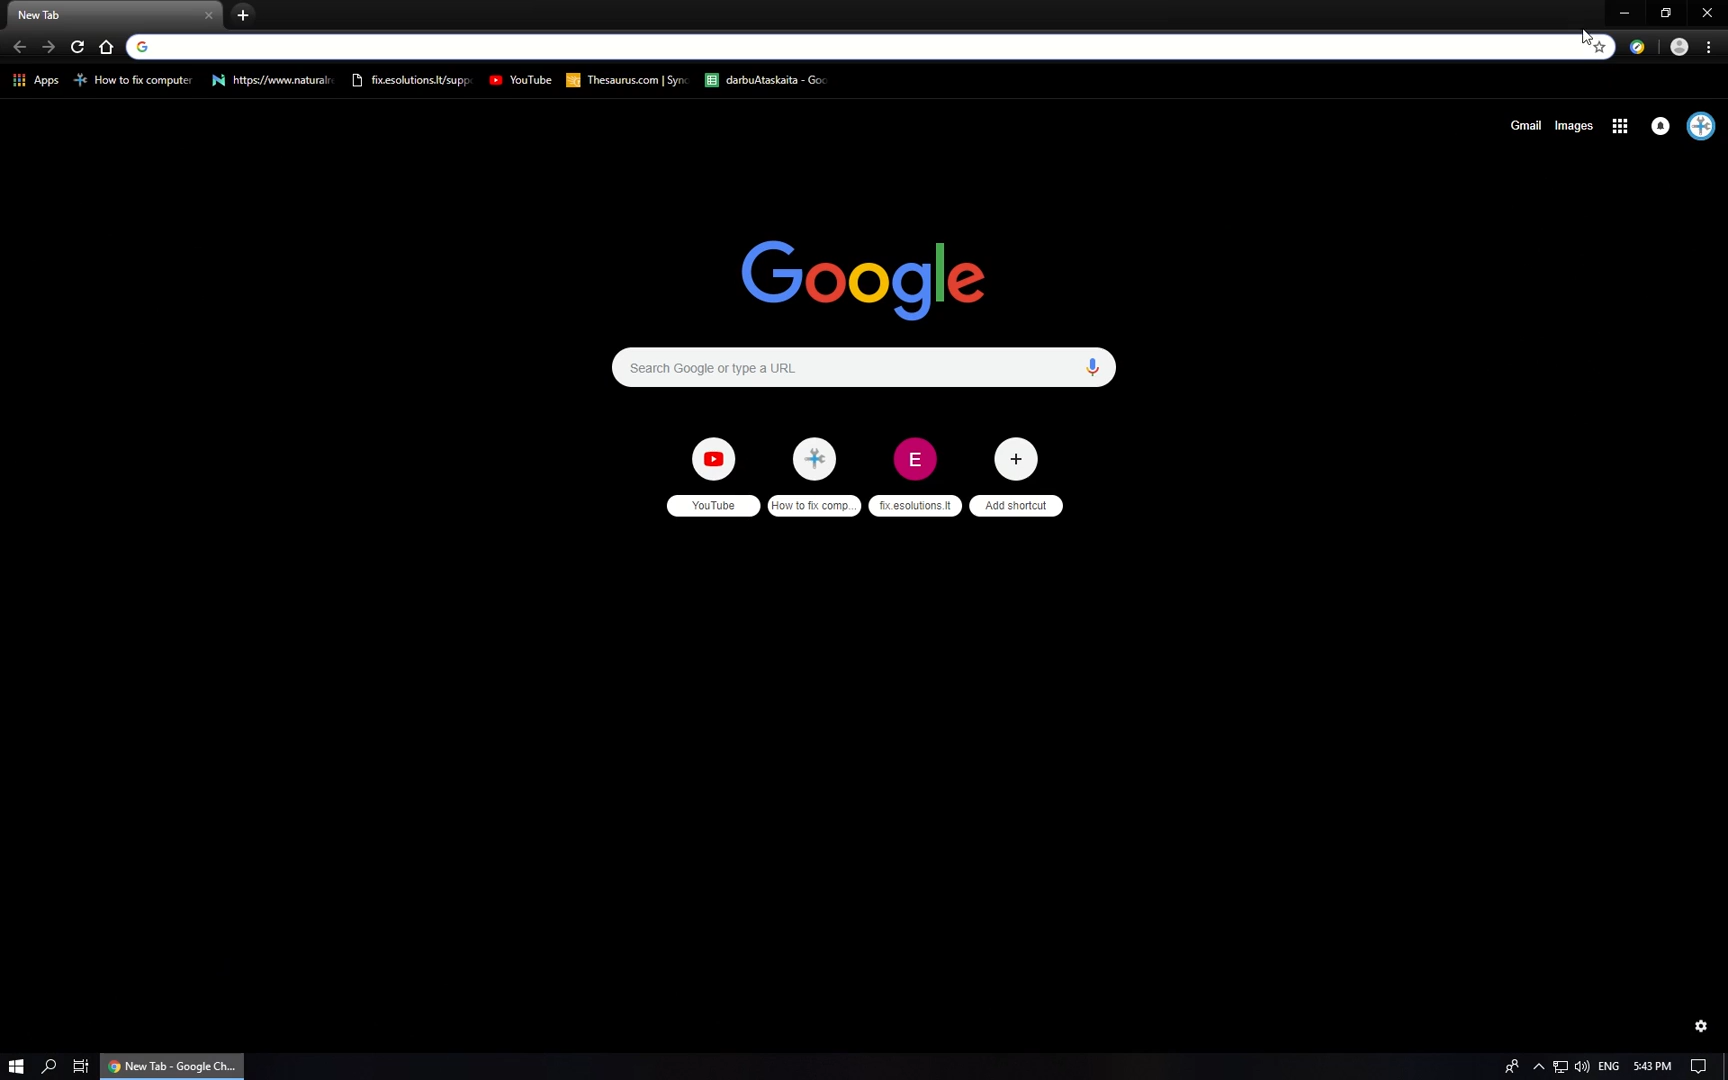 New Tab
Apps
How to fix computer
https://www.naturalr
fix.esolutions.lt/supp
YouTube
Thesaurus.com | Syn
darbuAtaskaita - Goo
Gmail
Images
Google
Search Google or type a URL
E
YouTube
How to fix comp...
fix.esolutions.lt
Add shortcut
New Tab - Google Ch...
ENG
5:43 PM